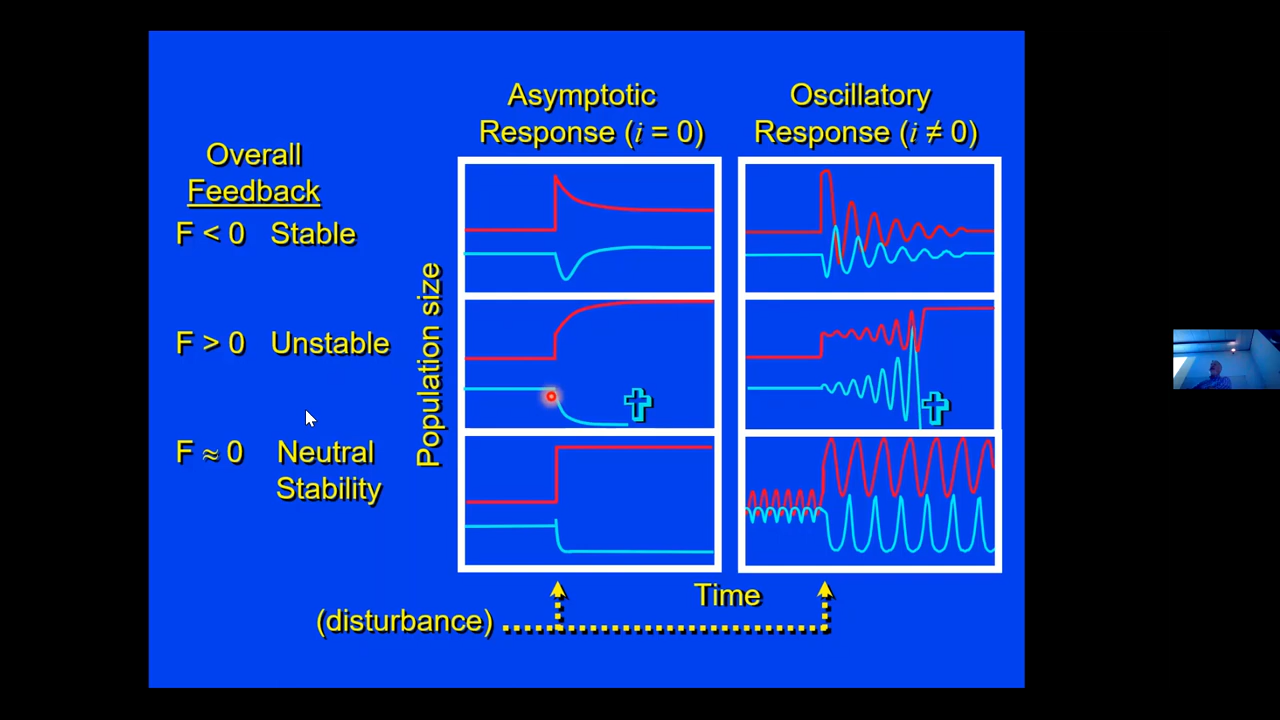 Asymptotic
Response (i = 0)
Oscillatory
Response (i ≠ 0)
Overall
Feedback
F < 0 Stable
F > 0 Unstable
F ≈ 0 Neutral
Stability
Population size
Time
(disturbance)